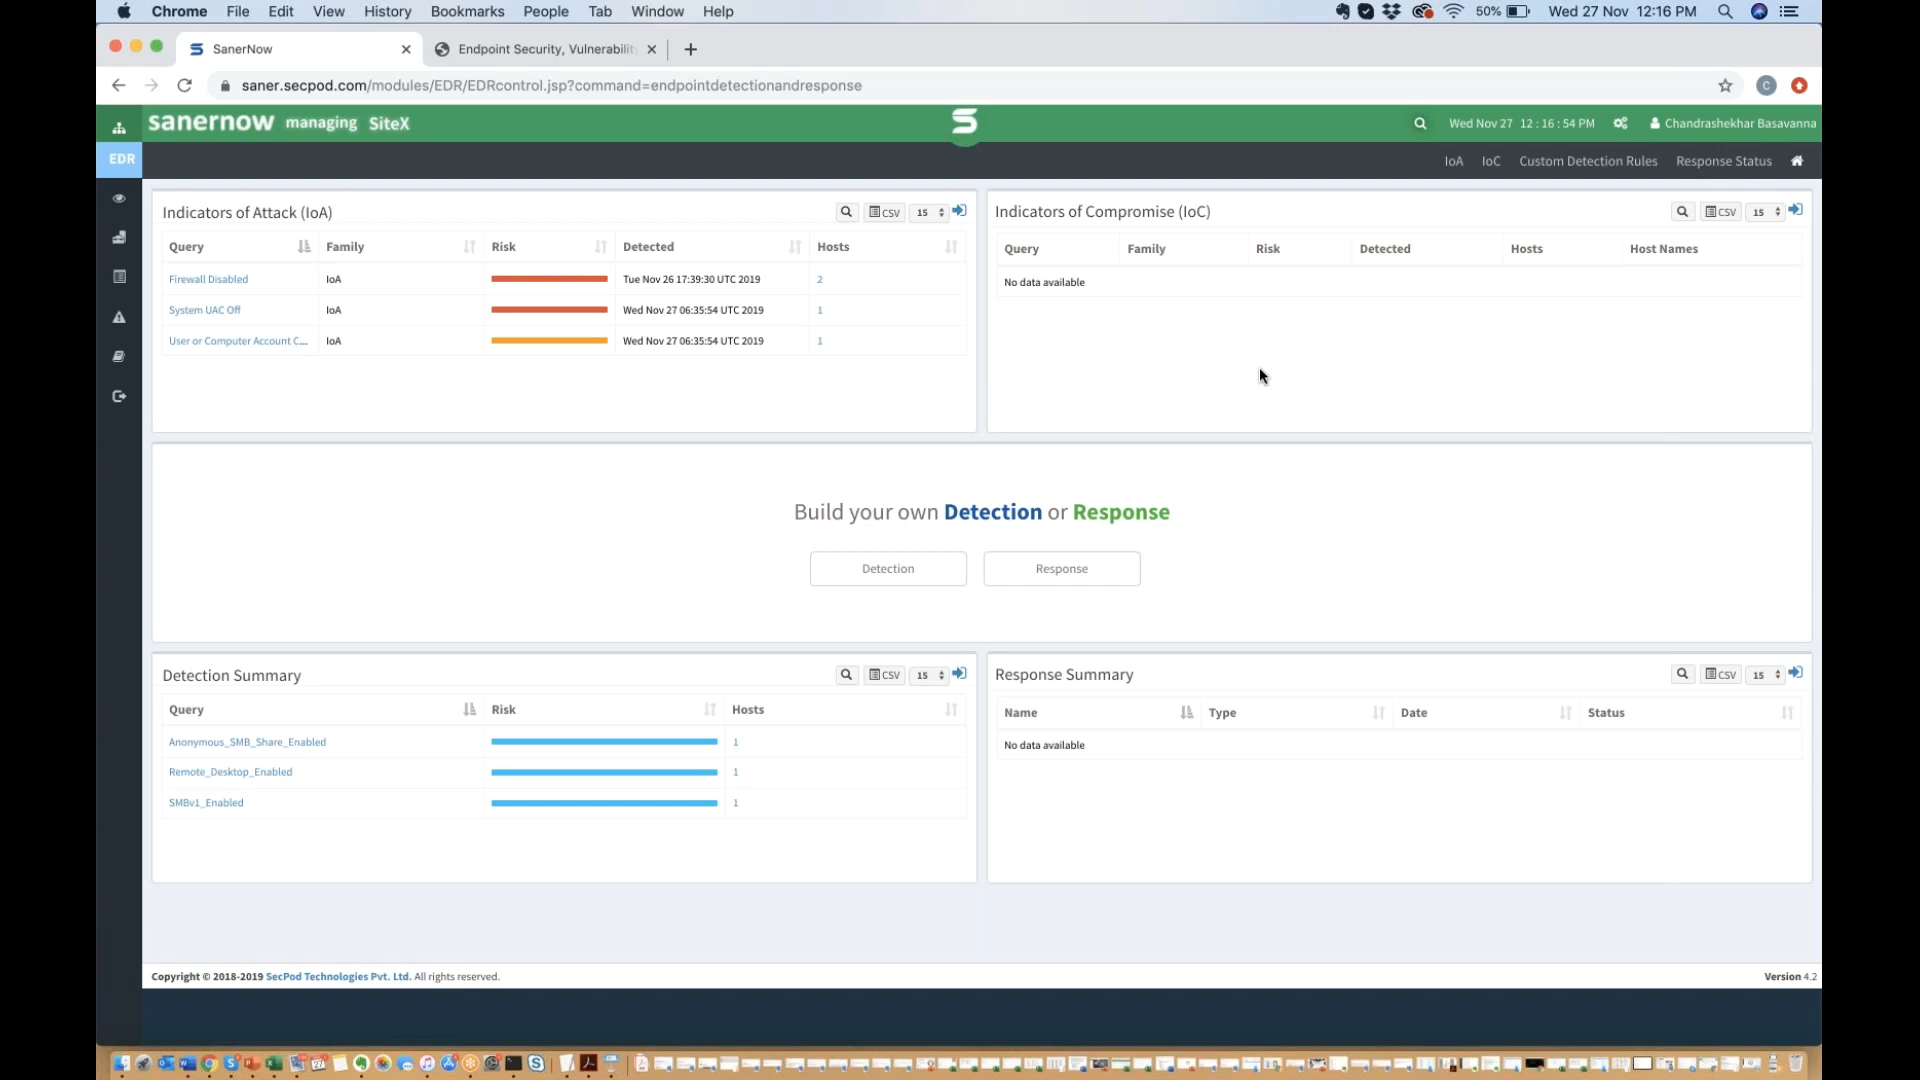 Chrome File Edit View History Bookmarks People Tab Window Help 50% Wed 27 Nov 12:16 PM
SanerNow Endpoint Security, Vulnerabilit
saner.secpod.com/modules/EDR/EDRcontrol.jsp?command=endpointdetectionandresponse C
sanernow managing SiteX Wed Nov 27 12 : 16 : 54 PM Chandrashekhar Basavanna
EDR IoA IoC Custom Detection Rules Response Status
Indicators of Attack (IoA) CSV 15
Query Family Risk Detected Hosts
Firewall Disabled IoA Tue Nov 26 17:39:30 UTC 2019 2
System UAC Off IoA Wed Nov 27 06:35:54 UTC 2019 1
User or Computer Account C... IoA Wed Nov 27 06:35:54 UTC 2019 1
Indicators of Compromise (IoC) CSV 15
Query Family Risk Detected Hosts Host Names
No data available
Build your own Detection or Response
Detection Response
Detection Summary CSV 15
Query Risk Hosts
Anonymous_SMB_Share_Enabled 1
Remote_Desktop_Enabled 1
SMBv1_Enabled 1
Response Summary CSV 15
Name Type Date Status
No data available
Copyright © 2018-2019 SecPod Technologies Pvt. Ltd. All rights reserved. Version 4.2